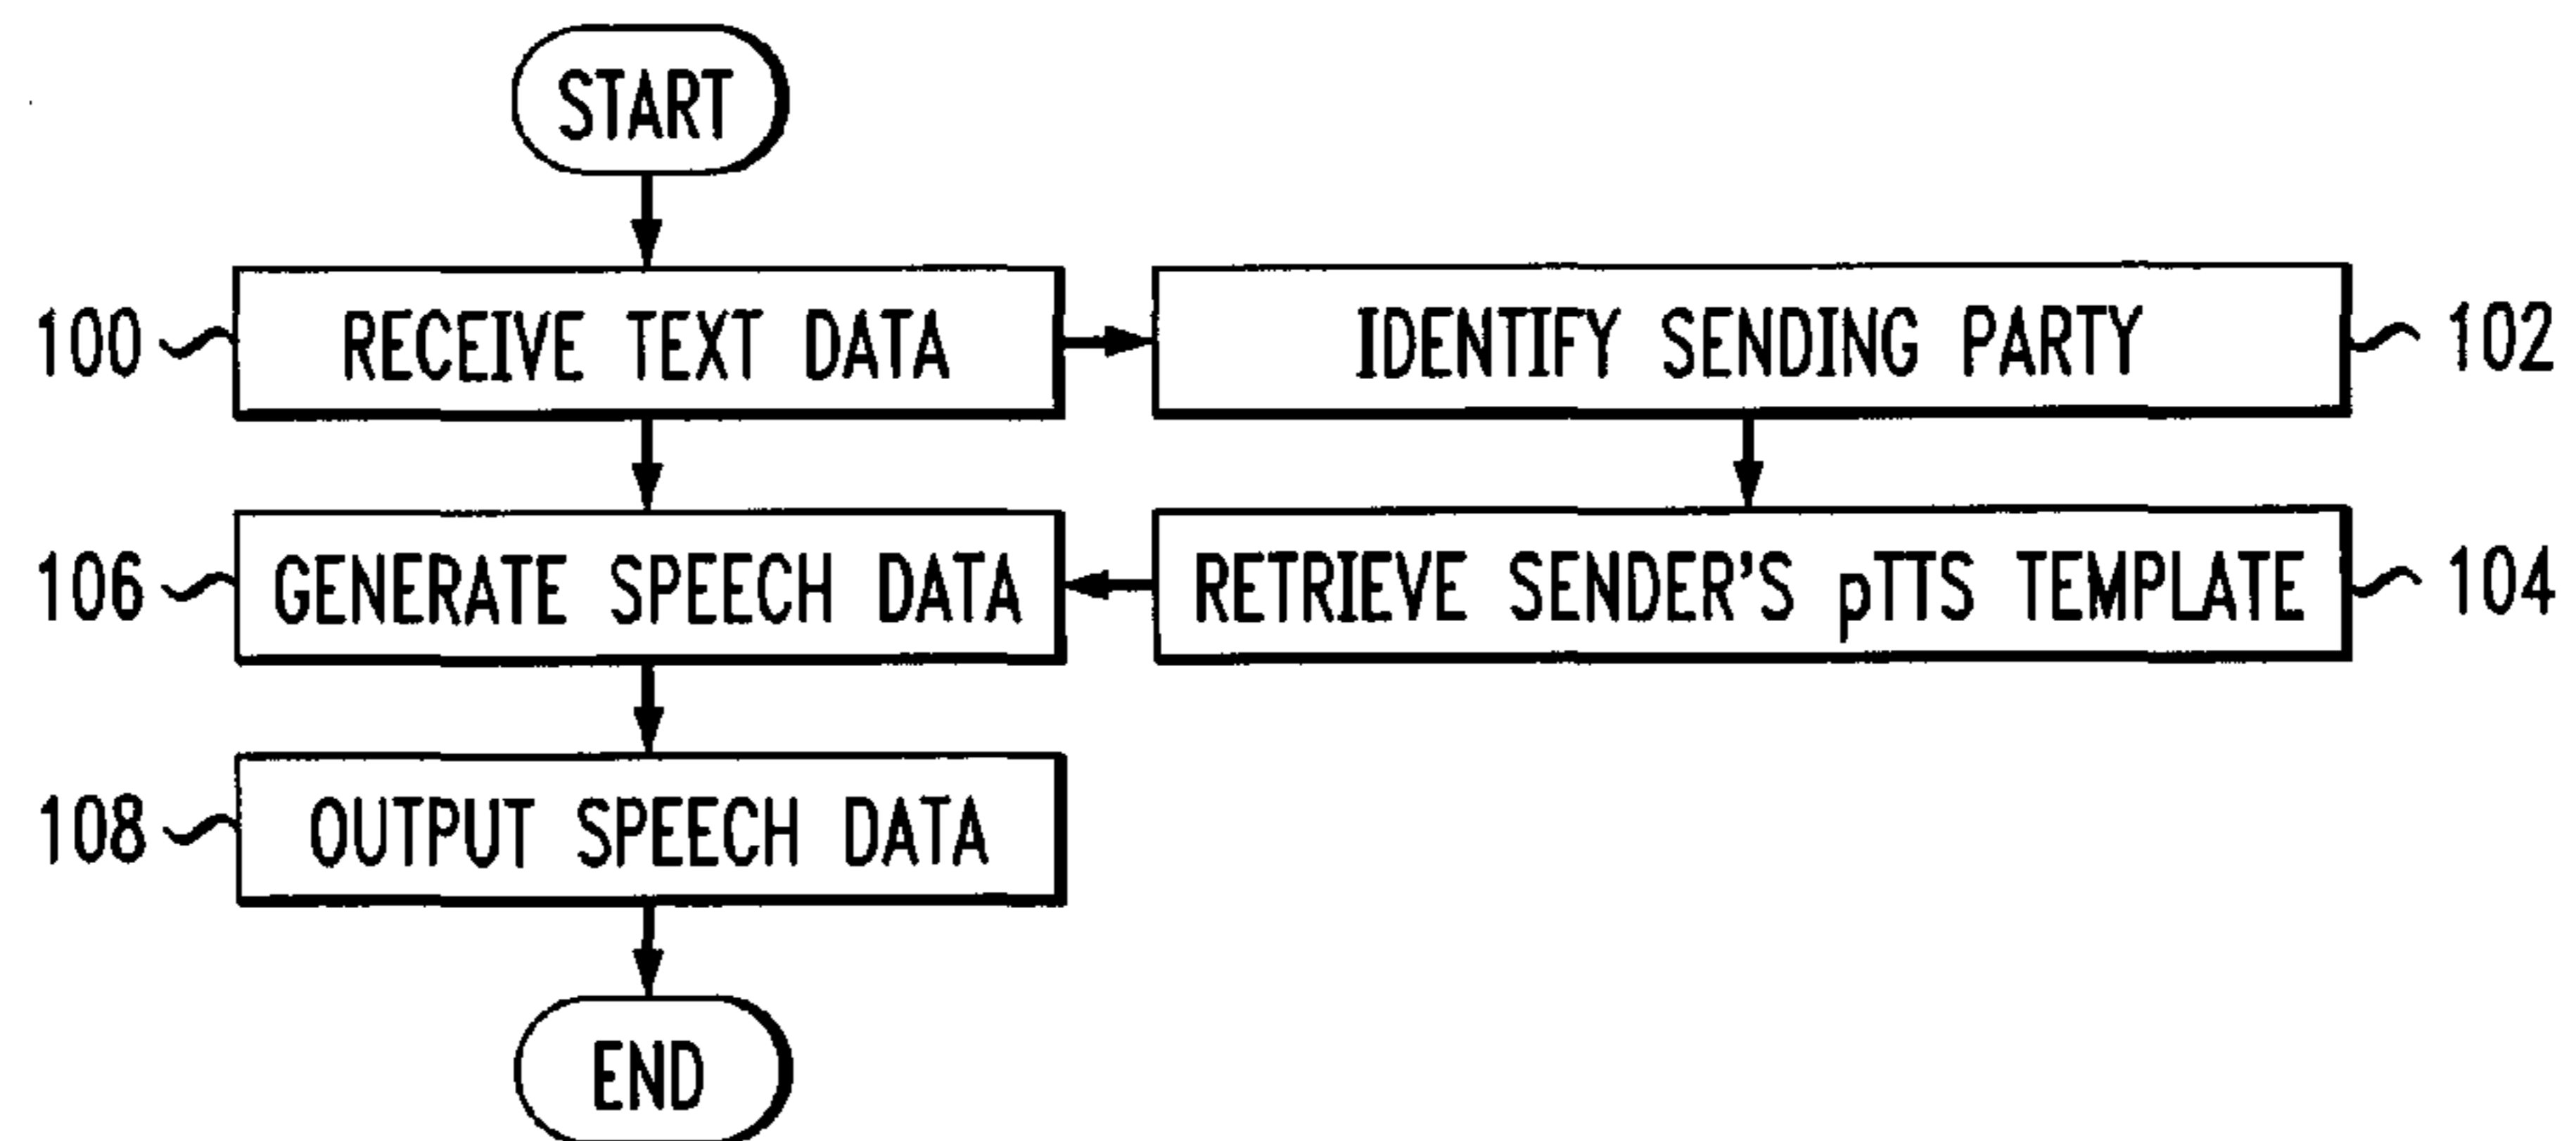 START
100 RECEIVE TEXT DATA
IDENTIFY SENDING PARTY 102
106 GENERATE SPEECH DATA
RETRIEVE SENDER'S pTTS TEMPLATE 104
108 OUTPUT SPEECH DATA
END